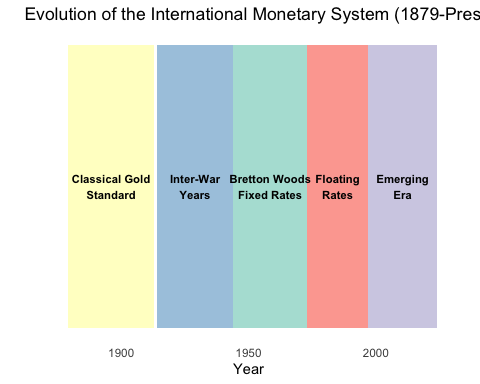 Evolution of the International Monetary System (1879-Pres
Classical Gold
Standard
Inter-War
Years
Bretton Woods
Fixed Rates
Floating
Rates
Emerging
Era
1900
1950
2000
Year